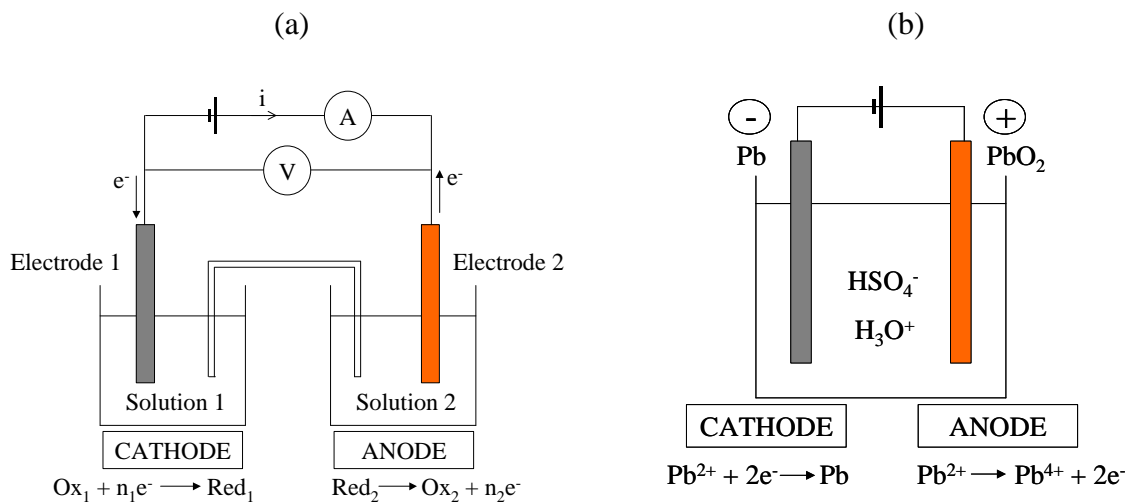 (a)
i
A
V
e⁻
e⁻
Electrode 1
Electrode 2
Solution 1
Solution 2
CATHODE
ANODE
Ox₁ + n₁e⁻ → Red₁
Red₂ → Ox₂ + n₂e⁻
(b)
-
+
Pb
PbO₂
HSO₄⁻
H₃O⁺
CATHODE
ANODE
Pb²⁺ + 2e⁻ → Pb
Pb²⁺ → Pb⁴⁺ + 2e⁻